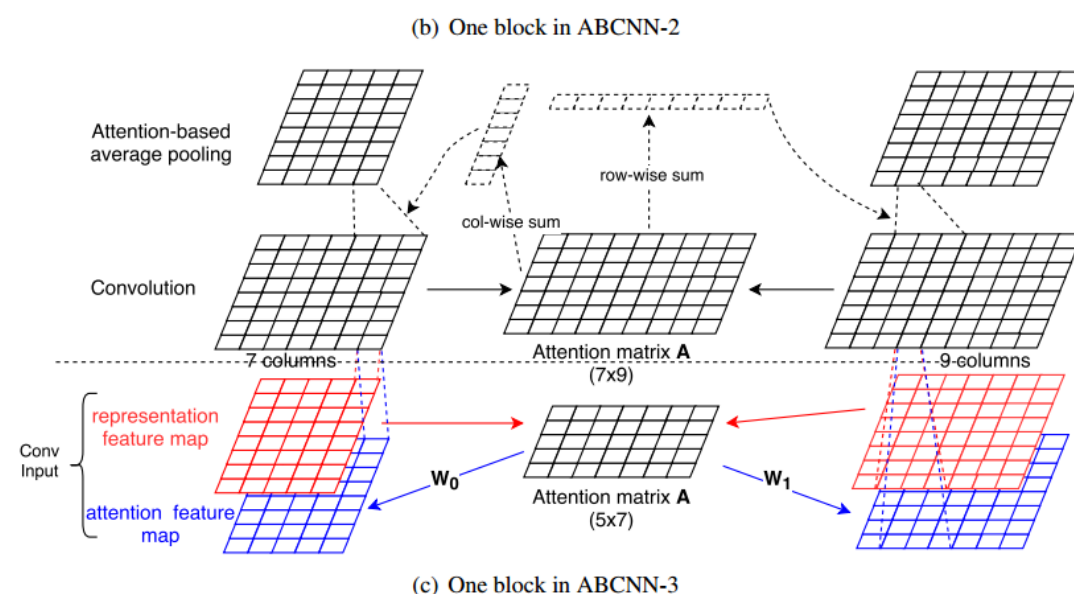 (b) One block in ABCNN-2
Attention-based
average pooling
col-wise sum
row-wise sum
Convolution
7 columns
Attention matrix A
(7x9)
9 columns
Conv
Input
representation
feature map
attention feature
map
W0
Attention matrix A
(5x7)
W1
(c) One block in ABCNN-3